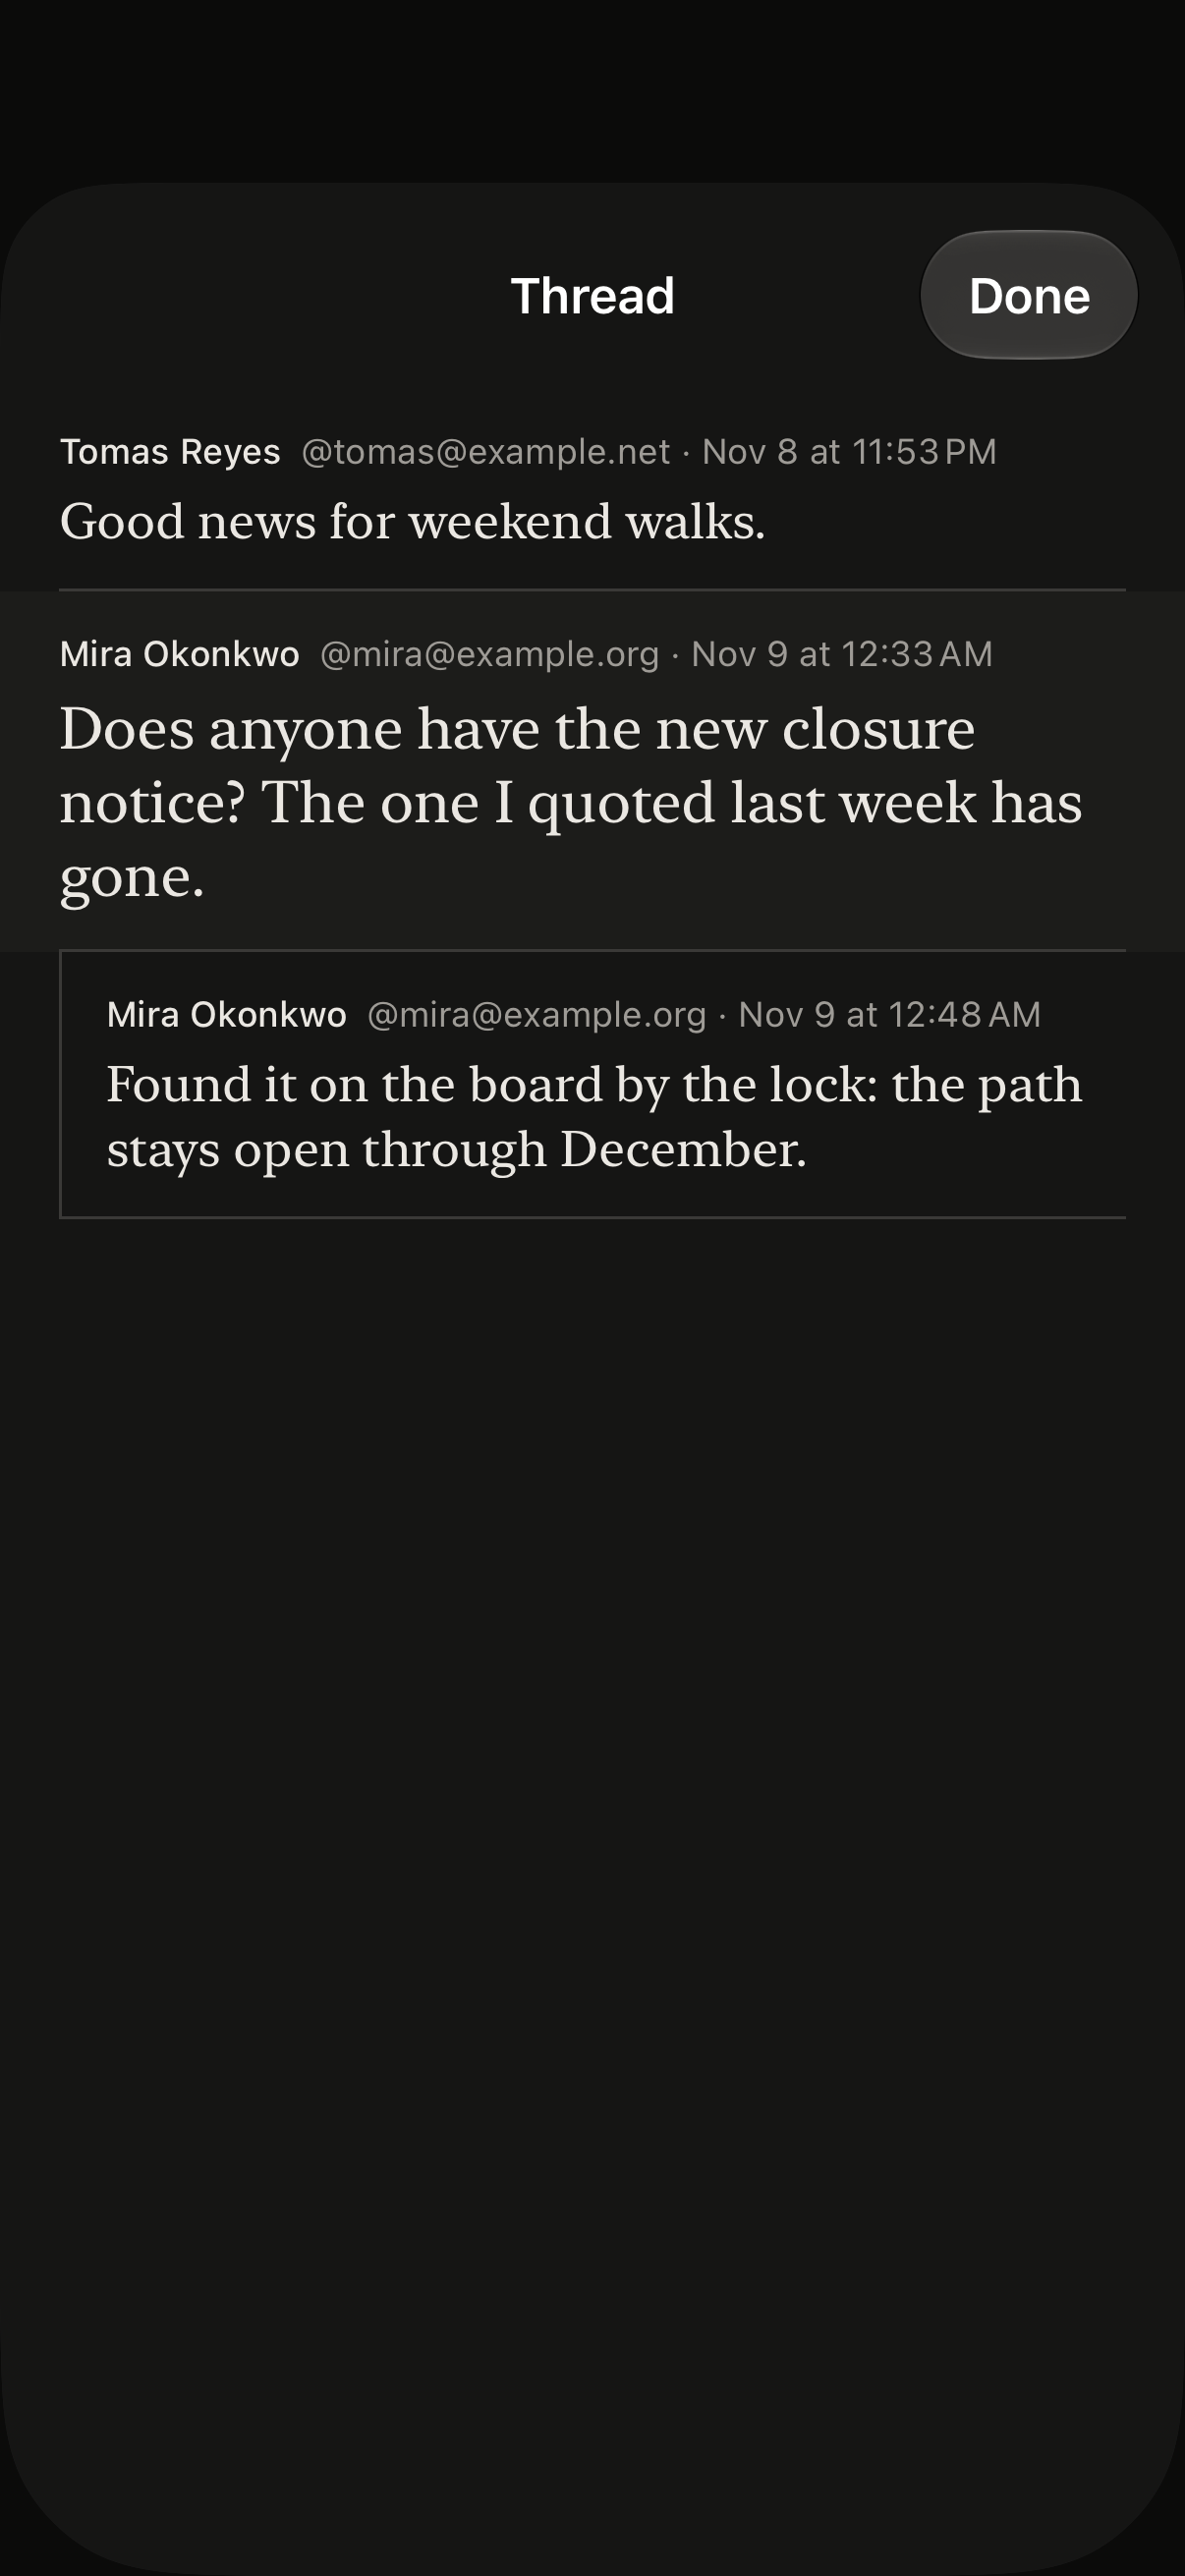 Thread
Done
Tomas Reyes @tomas@example.net · Nov 8 at 11:53 PM
Good news for weekend walks.
Mira Okonkwo @mira@example.org · Nov 9 at 12:33 AM
Does anyone have the new closure
notice? The one I quoted last week has
gone.
Mira Okonkwo @mira@example.org · Nov 9 at 12:48 AM
Found it on the board by the lock: the path
stays open through December.